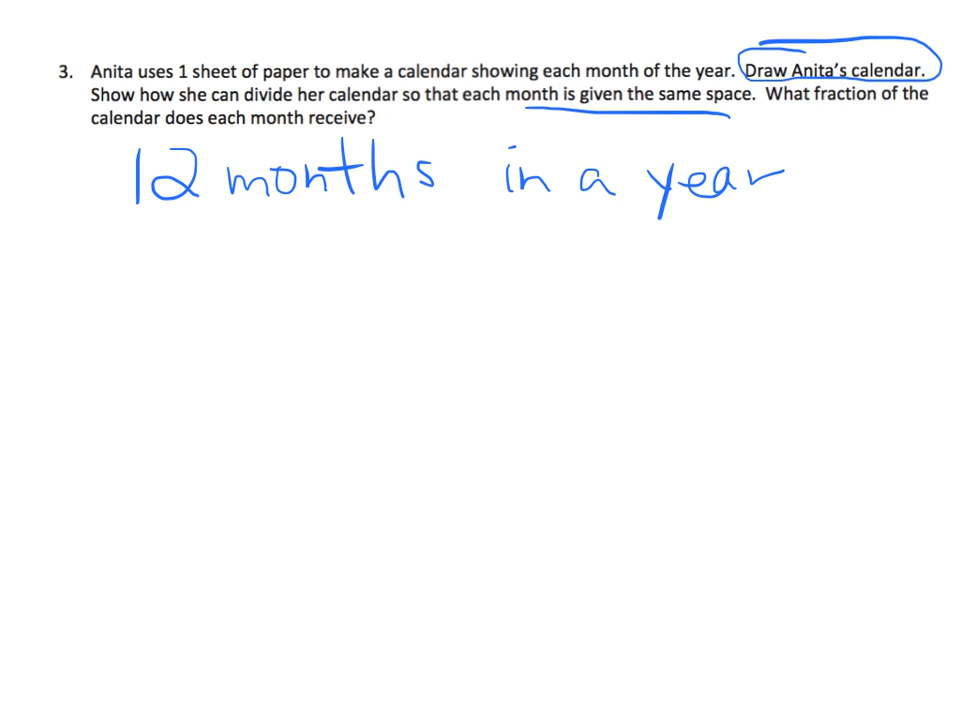 3. Anita uses 1 sheet of paper to make a calendar showing each month of the year. Draw Anita's calendar.
Show how she can divide her calendar so that each month is given the same space. What fraction of the
calendar does each month receive?
12 months in a year